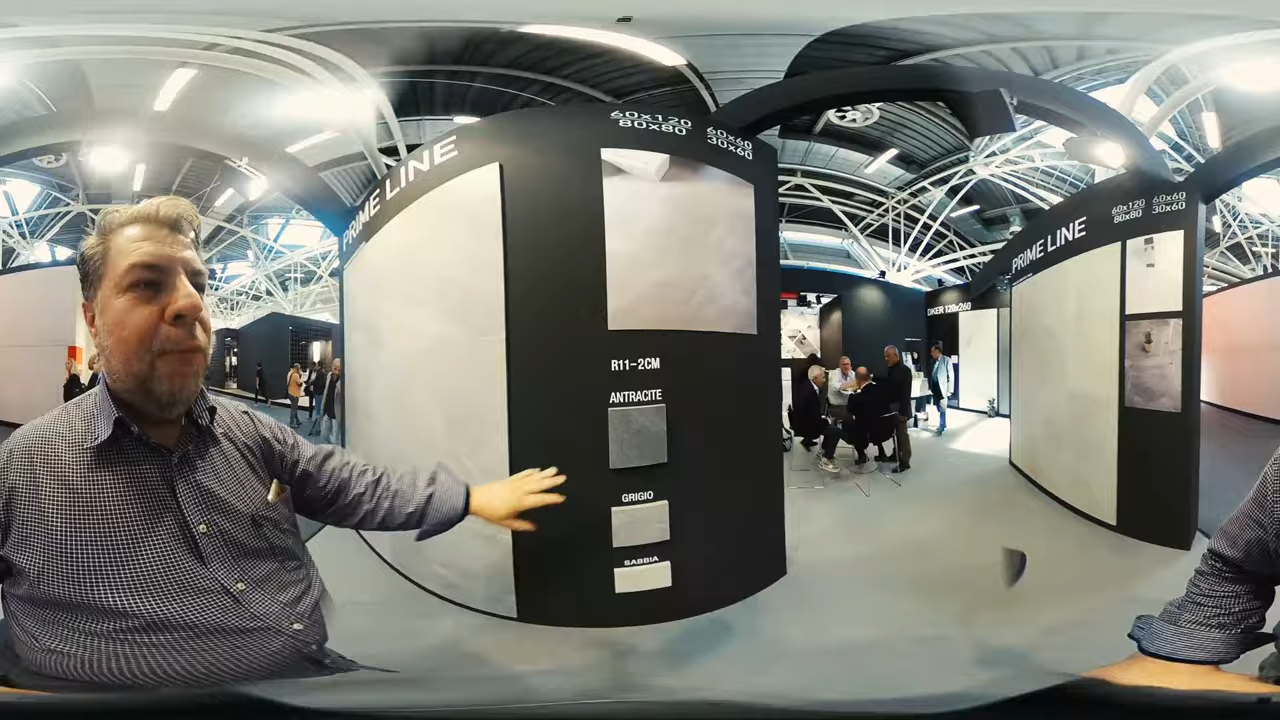 PRIME LINE
60x120
80x80
60x60
30x60
R11-2CM
ANTRACITE
GRIGIO
SABBIA
120x260
PRIME LINE
60x120
80x80
60x60
30x60